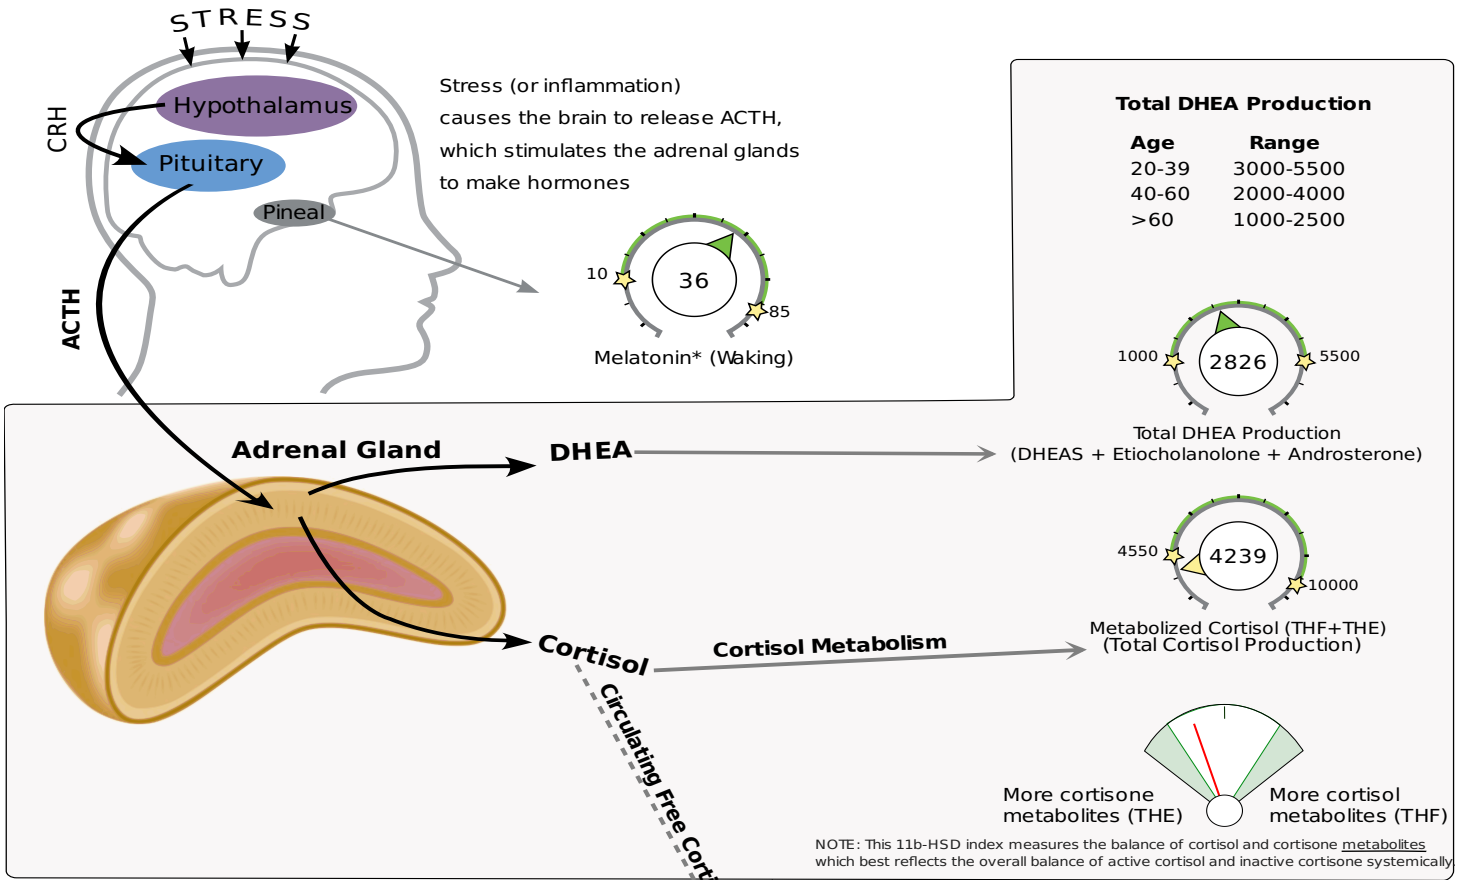 STRESS
Hypothalamus
CRH
Pituitary
Pineal
ACTH
Stress (or inflammation)
causes the brain to release ACTH,
which stimulates the adrenal glands
to make hormones
10
36
85
Melatonin* (Waking)
Total DHEA Production
Age Range
20-39 3000-5500
40-60 2000-4000
>60 1000-2500
1000
2826
5500
Total DHEA Production
(DHEAS + Etiocholanolone + Androsterone)
Adrenal Gland
DHEA
4550
4239
10000
Metabolized Cortisol (THF+THE)
(Total Cortisol Production)
Cortisol
Cortisol Metabolism
Circulating Free Corti
More cortisone
metabolites (THE)
More cortisol
metabolites (THF)
NOTE: This 11b-HSD index measures the balance of cortisol and cortisone metabolites
which best reflects the overall balance of active cortisol and inactive cortisone systemically.